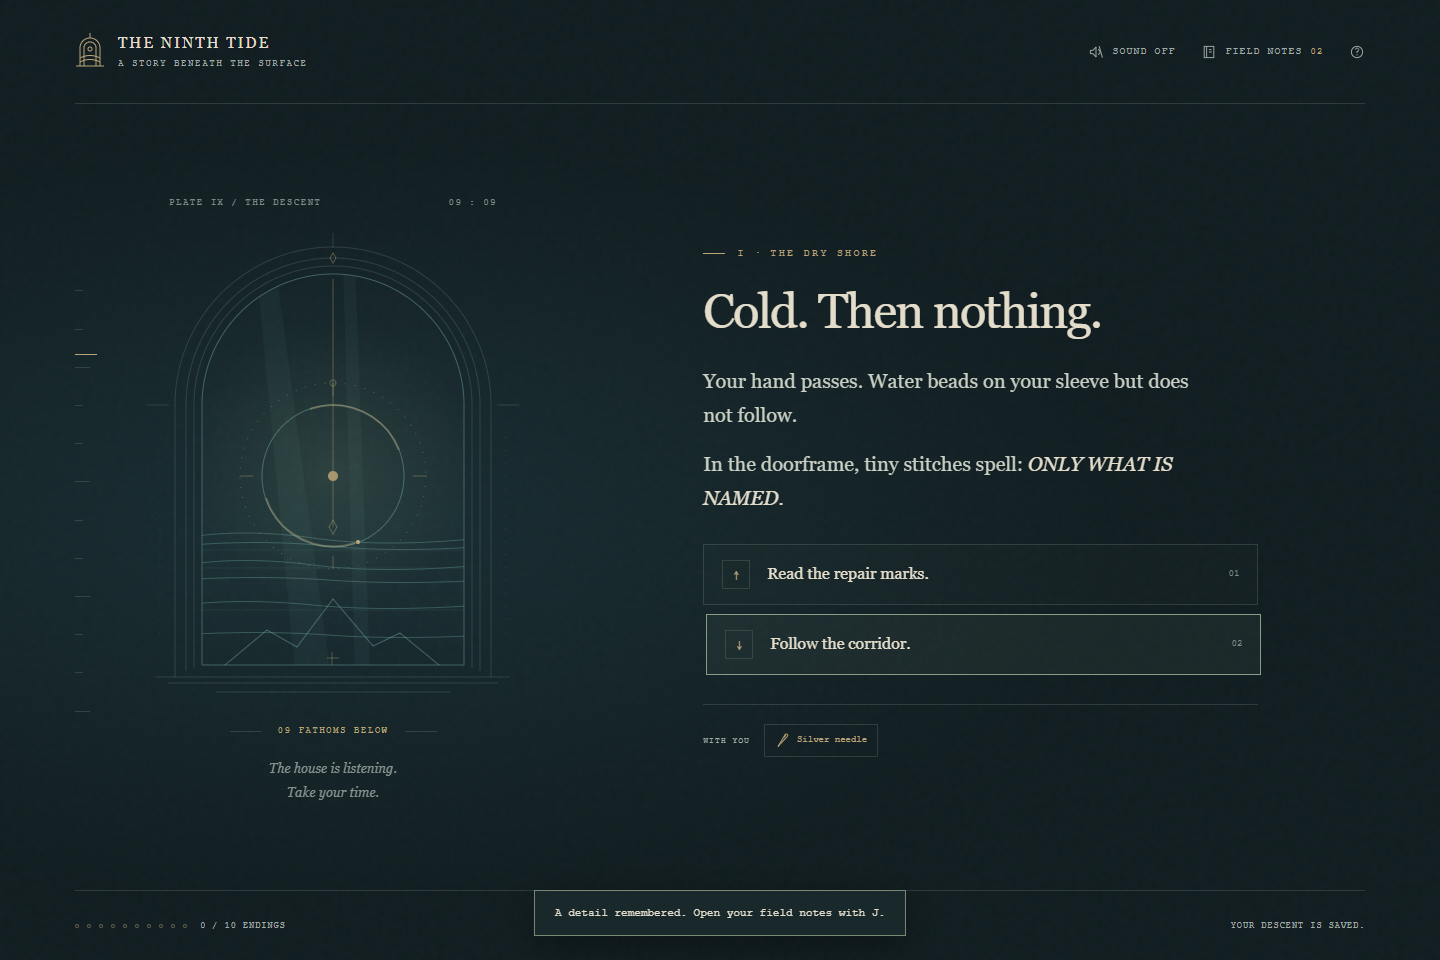 THE NINTH TIDE
A STORY BENEATH THE SURFACE
SOUND OFF
FIELD NOTES 02
PLATE IX / THE DESCENT
09 : 09
I · THE DRY SHORE
Cold. Then nothing.
Your hand passes. Water beads on your sleeve but does
not follow.
In the doorframe, tiny stitches spell: ONLY WHAT IS
NAMED.
↑ Read the repair marks. 01
↓ Follow the corridor. 02
WITH YOU
Silver needle
09 FATHOMS BELOW
The house is listening.
Take your time.
0 / 10 ENDINGS
A detail remembered. Open your field notes with J.
YOUR DESCENT IS SAVED.